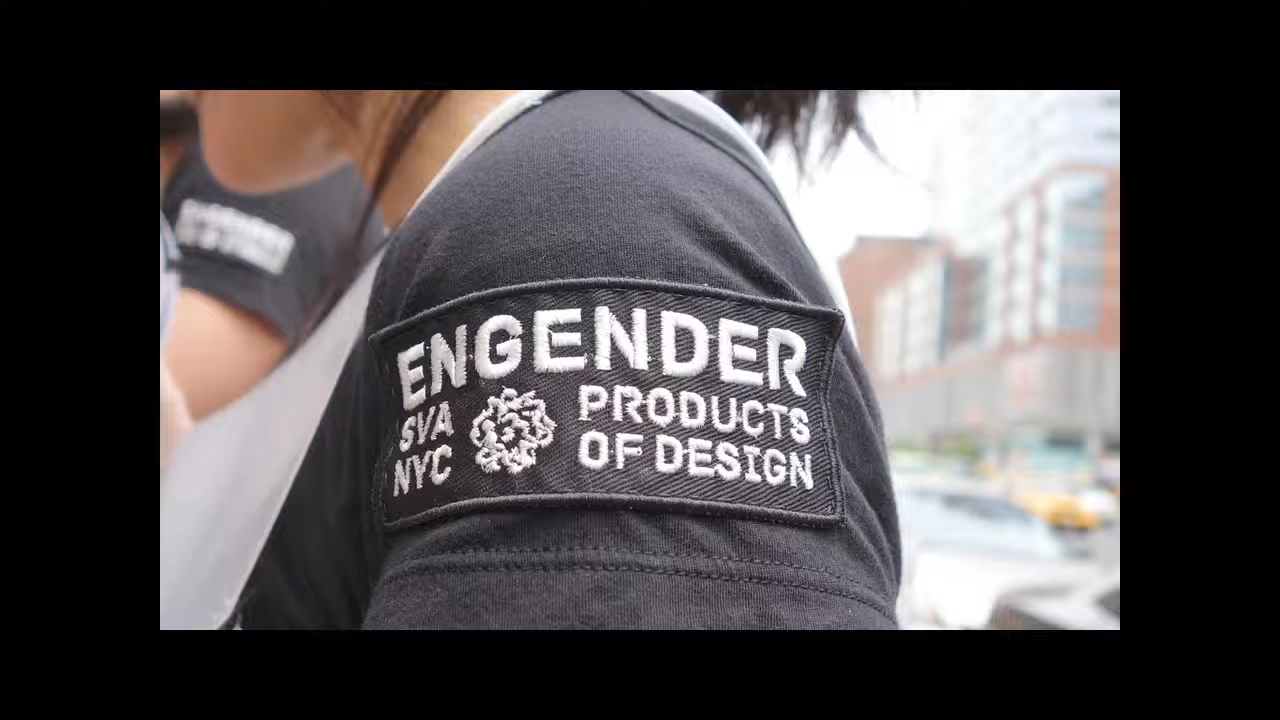 ENGENDER
SVA
NYC
PRODUCTS
OF DESIGN